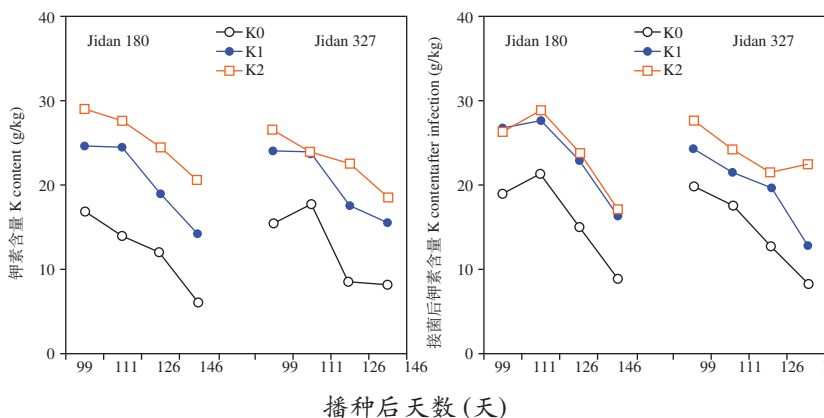 钾素含量 K content (g/kg)
40
30
20
10
0
Jidan 180
Jidan 327
K0
K1
K2
99 111 126 146 99 111 126 146
接菌后钾素含量 K contentafter infection (g/kg)
40
30
20
10
0
Jidan 180
Jidan 327
K0
K1
K2
99 111 126 146 99 111 126
播种后天数 (天)